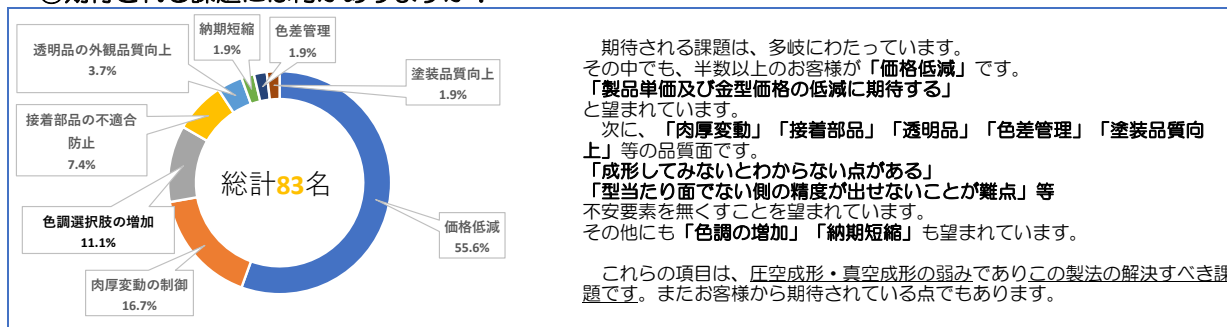 ○期待される課題には何がありますか？
納期短縮
1.9%
色差管理
1.9%
透明品の外観品質向上
3.7%
塗装品質向上
1.9%
接着部品の不適合
防止
7.4%
総計83名
色調選択肢の増加
11.1%
価格低減
55.6%
肉厚変動の制御
16.7%
期待される課題は、多岐にわたっています。
その中でも、半数以上のお客様が「価格低減」です。
「製品単価及び金型価格の低減に期待する」
と望まれています。
次に、「肉厚変動」「接着部品」「透明品」「色差管理」「塗装品質向
上」等の品質面です。
「成形してみないとわからない点がある」
「型当たり面でない側の精度が出せないことが難点」等
不安要素を無くすことを望まれています。
その他にも「色調の増加」「納期短縮」も望まれています。
これらの項目は、圧空成形・真空成形の弱みでありこの製法の解決すべき課
題です。またお客様から期待されている点でもあります。